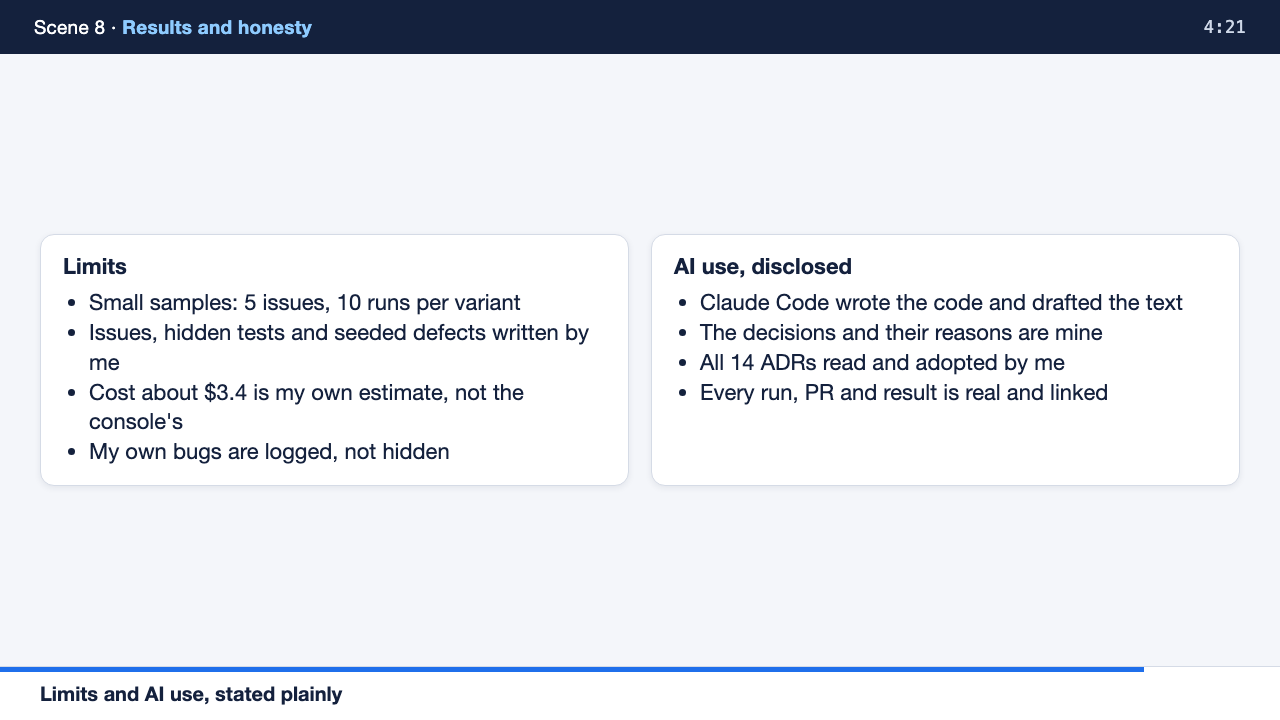 Scene 8 · Results and honesty
4:21
Limits
• Small samples: 5 issues, 10 runs per variant
• Issues, hidden tests and seeded defects written by
me
• Cost about $3.4 is my own estimate, not the
console's
• My own bugs are logged, not hidden
AI use, disclosed
• Claude Code wrote the code and drafted the text
• The decisions and their reasons are mine
• All 14 ADRs read and adopted by me
• Every run, PR and result is real and linked
Limits and AI use, stated plainly